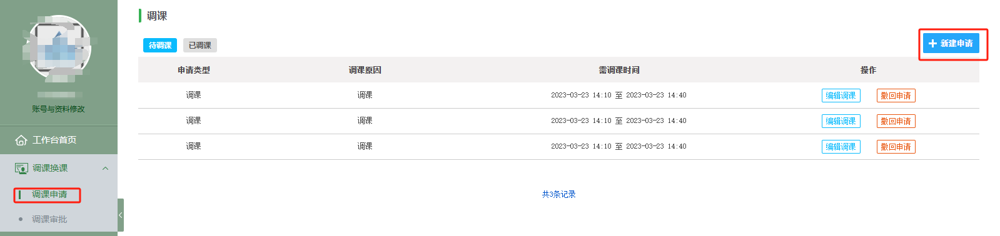 账号与资料修改
工作台首页
调课换课
调课申请
调课审批
调课
待调课 已调课
新建申请
申请类型 调课原因 需调课时间 操作
调课 调课 2023-03-23 14:10 至 2023-03-23 14:40 编辑调课 撤回申请
调课 调课 2023-03-23 14:10 至 2023-03-23 14:40 编辑调课 撤回申请
调课 调课 2023-03-23 14:10 至 2023-03-23 14:40 编辑调课 撤回申请
共3条记录